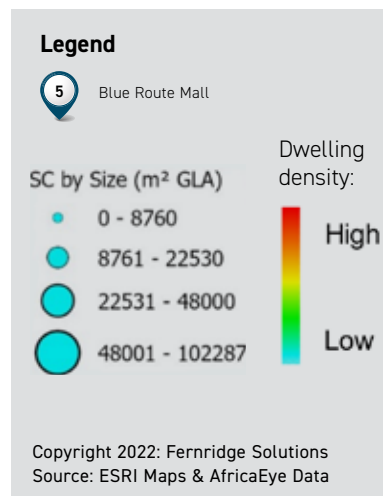 Legend
5
Blue Route Mall
SC by Size (m² GLA)
0 - 8760
8761 - 22530
22531 - 48000
48001 - 102287
Dwelling
density:
High
Low
Copyright 2022: Fernridge Solutions
Source: ESRI Maps & AfricaEye Data